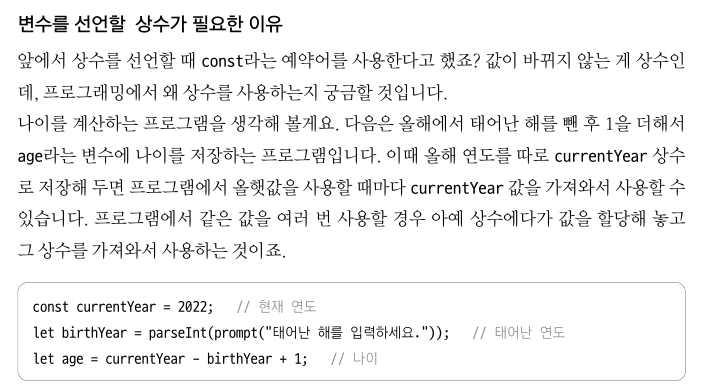 변수를 선언할 상수가 필요한 이유
앞에서 상수를 선언할 때 const라는 예약어를 사용한다고 했죠? 값이 바뀌지 않는 게 상수인
데, 프로그래밍에서 왜 상수를 사용하는지 궁금할 것입니다.
나이를 계산하는 프로그램을 생각해 볼게요. 다음은 올해에서 태어난 해를 뺀 후 1을 더해서
age라는 변수에 나이를 저장하는 프로그램입니다. 이때 올해 연도를 따로 currentYear 상수
로 저장해 두면 프로그램에서 올햇값을 사용할 때마다 currentYear 값을 가져와서 사용할 수
있습니다. 프로그램에서 같은 값을 여러 번 사용할 경우 아예 상수에다가 값을 할당해 놓고
그 상수를 가져와서 사용하는 것이죠.
const currentYear = 2022; // 현재 연도
let birthYear = parseInt(prompt("태어난 해를 입력하세요.")); // 태어난 연도
let age = currentYear - birthYear + 1; // 나이